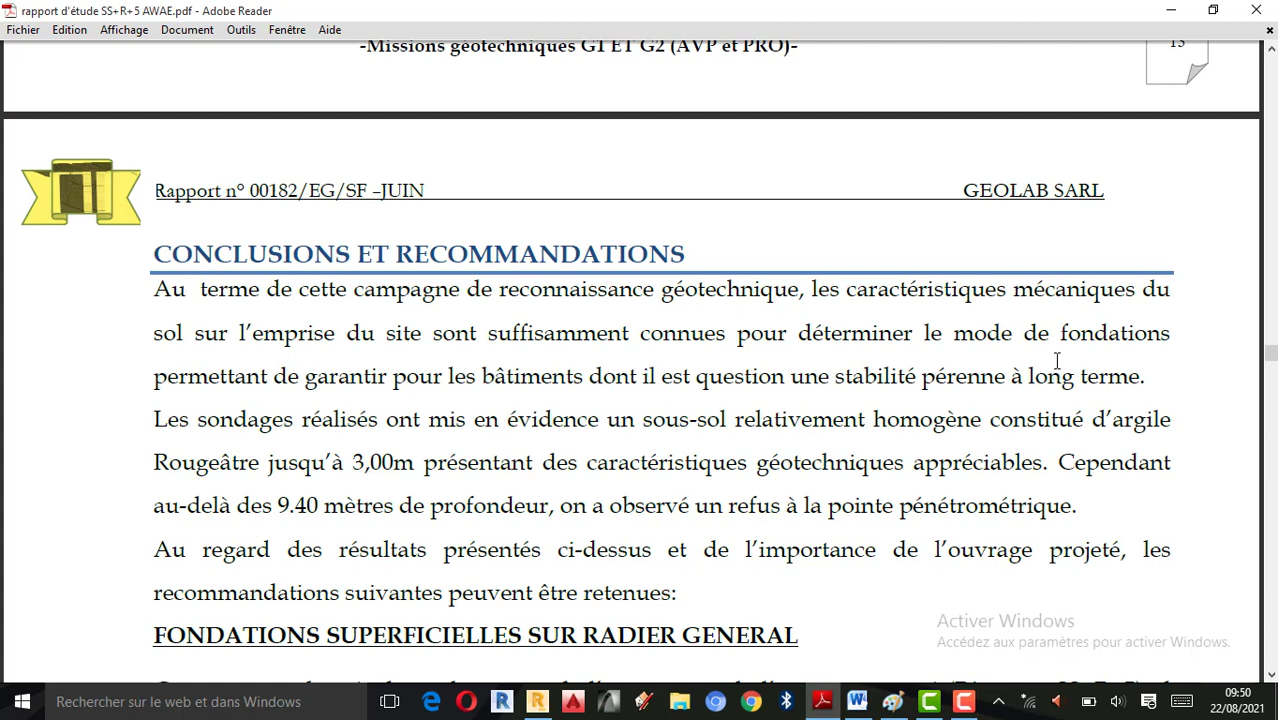 rapport d'étude SS+R+5 AWAE.pdf - Adobe Reader
Fichier Edition Affichage Document Outils Fenêtre Aide
-Missions géotechniques G1 ET G2 (AVP et PRO)-
13
Rapport n° 00182/EG/SF –JUIN GEOLAB SARL
CONCLUSIONS ET RECOMMANDATIONS
Au terme de cette campagne de reconnaissance géotechnique, les caractéristiques mécaniques du
sol sur l’emprise du site sont suffisamment connues pour déterminer le mode de fondations
permettant de garantir pour les bâtiments dont il est question une stabilité pérenne à long terme.
Les sondages réalisés ont mis en évidence un sous-sol relativement homogène constitué d’argile
Rougeâtre jusqu’à 3,00m présentant des caractéristiques géotechniques appréciables. Cependant
au-delà des 9.40 mètres de profondeur, on a observé un refus à la pointe pénétrométrique.
Au regard des résultats présentés ci-dessus et de l’importance de l’ouvrage projeté, les
recommandations suivantes peuvent être retenues:
FONDATIONS SUPERFICIELLES SUR RADIER GENERAL
Activer Windows
Accédez aux paramètres pour activer Windows.
Rechercher sur le web et dans Windows
09:50
22/08/2021